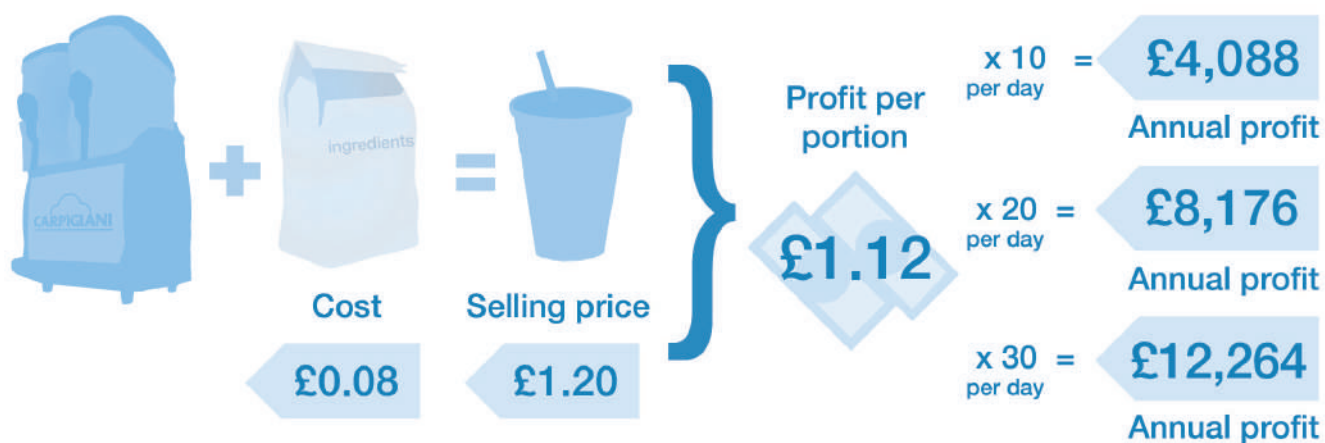 CARPIGIANI
+
ingredients
=
Cost
£0.08
Selling price
£1.20
}
Profit per
portion
£1.12
x 10 =
per day
£4,088
Annual profit
x 20 =
per day
£8,176
Annual profit
x 30 =
per day
£12,264
Annual profit